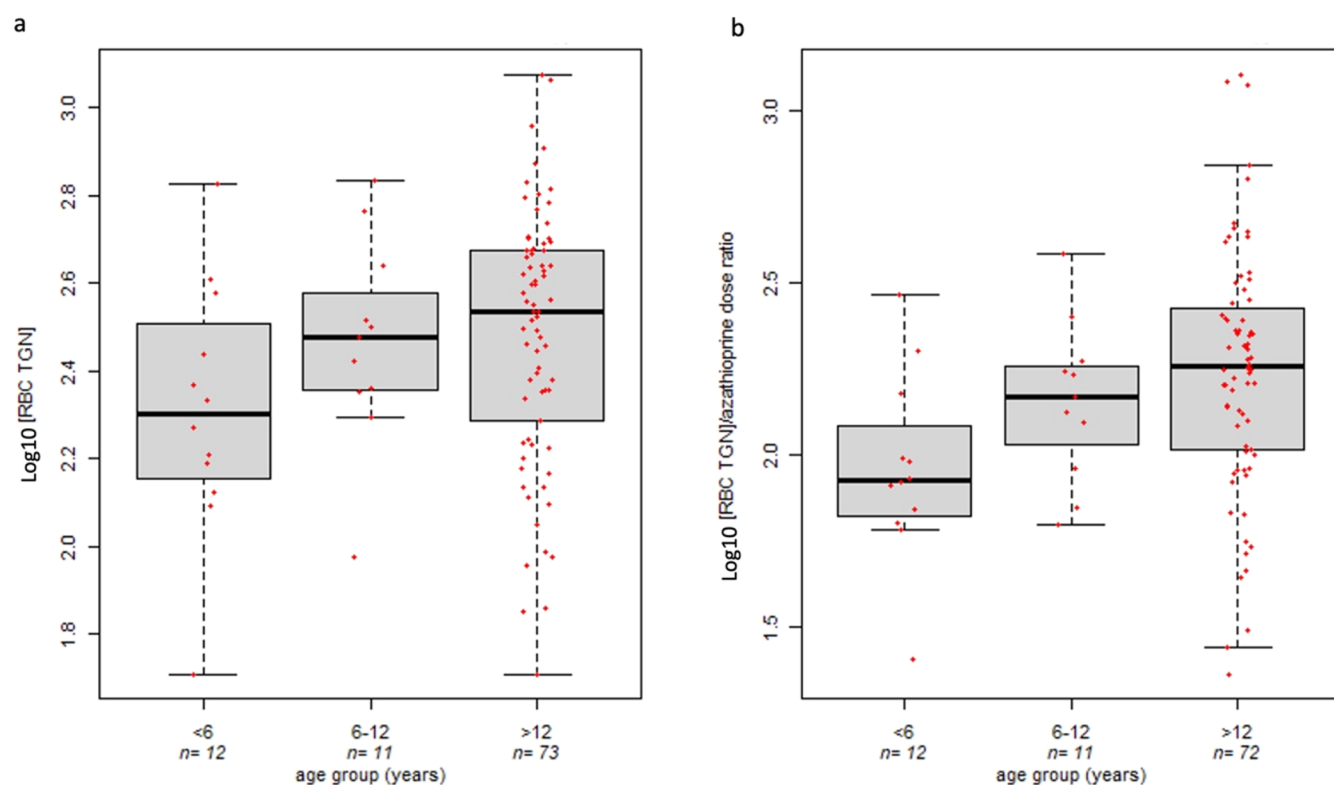 a
Log10 [RBC TGN]
3.0
2.8
2.6
2.4
2.2
2.0
1.8
<6
6-12
>12
n= 12
n= 11
n= 73
age group (years)
b
Log10 [RBC TGN]/azathioprine dose ratio
3.0
2.5
2.0
1.5
<6
6-12
>12
n= 12
n= 11
n= 72
age group (years)